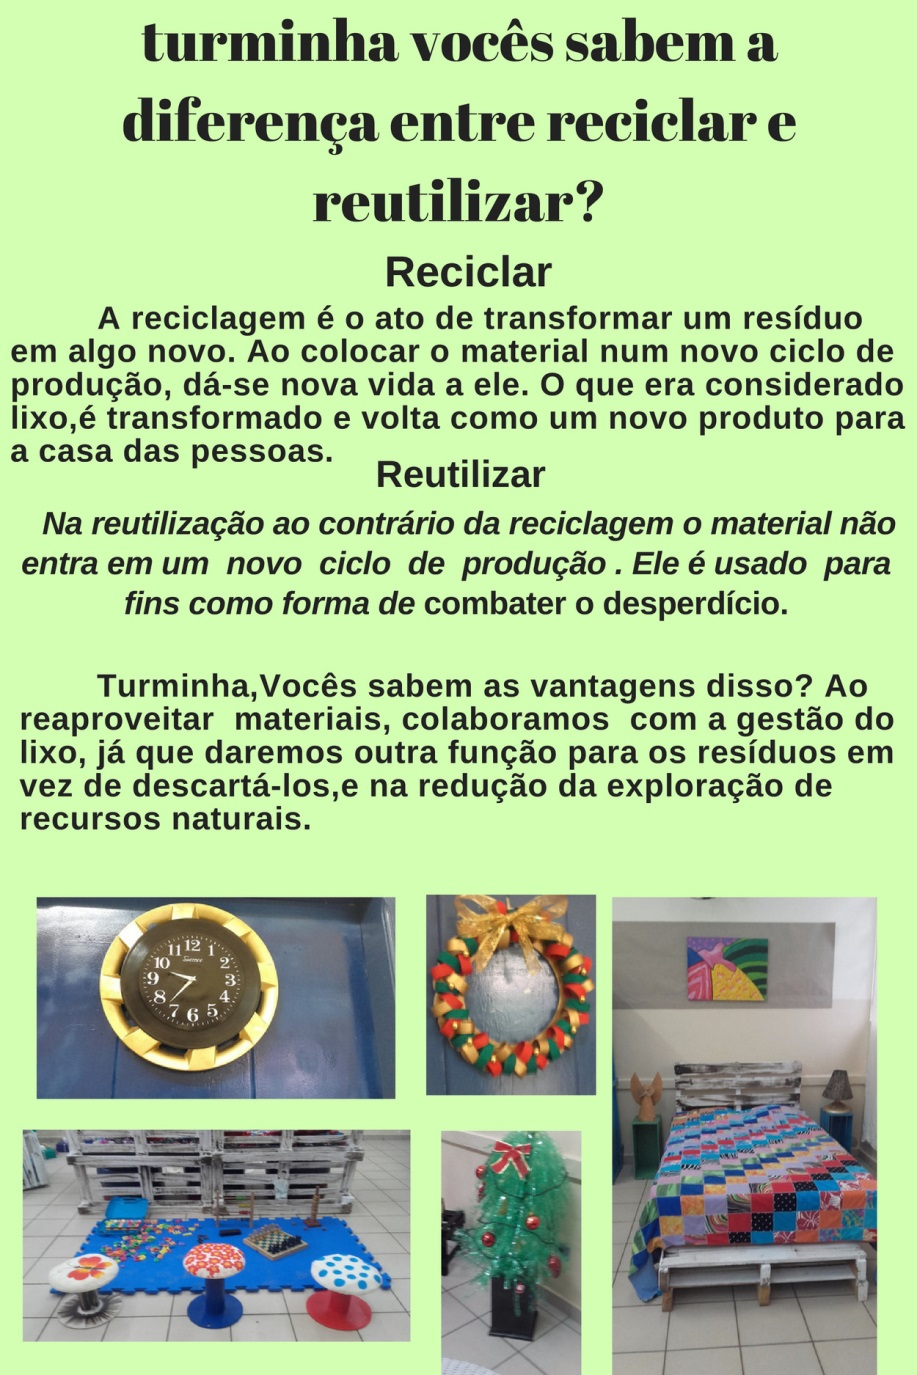 turminha vocês sabem a
diferença entre reciclar e
reutilizar?
Reciclar
A reciclagem é o ato de transformar um resíduo
em algo novo. Ao colocar o material num novo ciclo de
produção, dá-se nova vida a ele. O que era considerado
lixo,é transformado e volta como um novo produto para
a casa das pessoas.
Reutilizar
Na reutilização ao contrário da reciclagem o material não
entra em um novo ciclo de produção . Ele é usado para
fins como forma de combater o desperdício.
Turminha,Vocês sabem as vantagens disso? Ao
reaproveitar materiais, colaboramos com a gestão do
lixo, já que daremos outra função para os resíduos em
vez de descartá-los,e na redução da exploração de
recursos naturais.
12
11 1
10 2
9 3
8 4
7 5
6